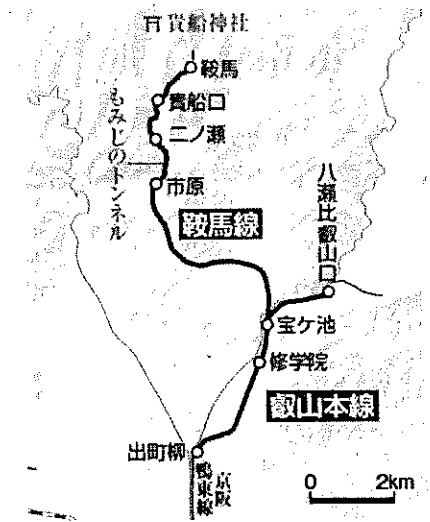 貴船神社
鞍馬
貴船口
二ノ瀬
もみじのトンネル
市原
鞍馬線
八瀬比叡山口
宝ケ池
修学院
叡山本線
出町柳
京阪
鴨東線
0 2km